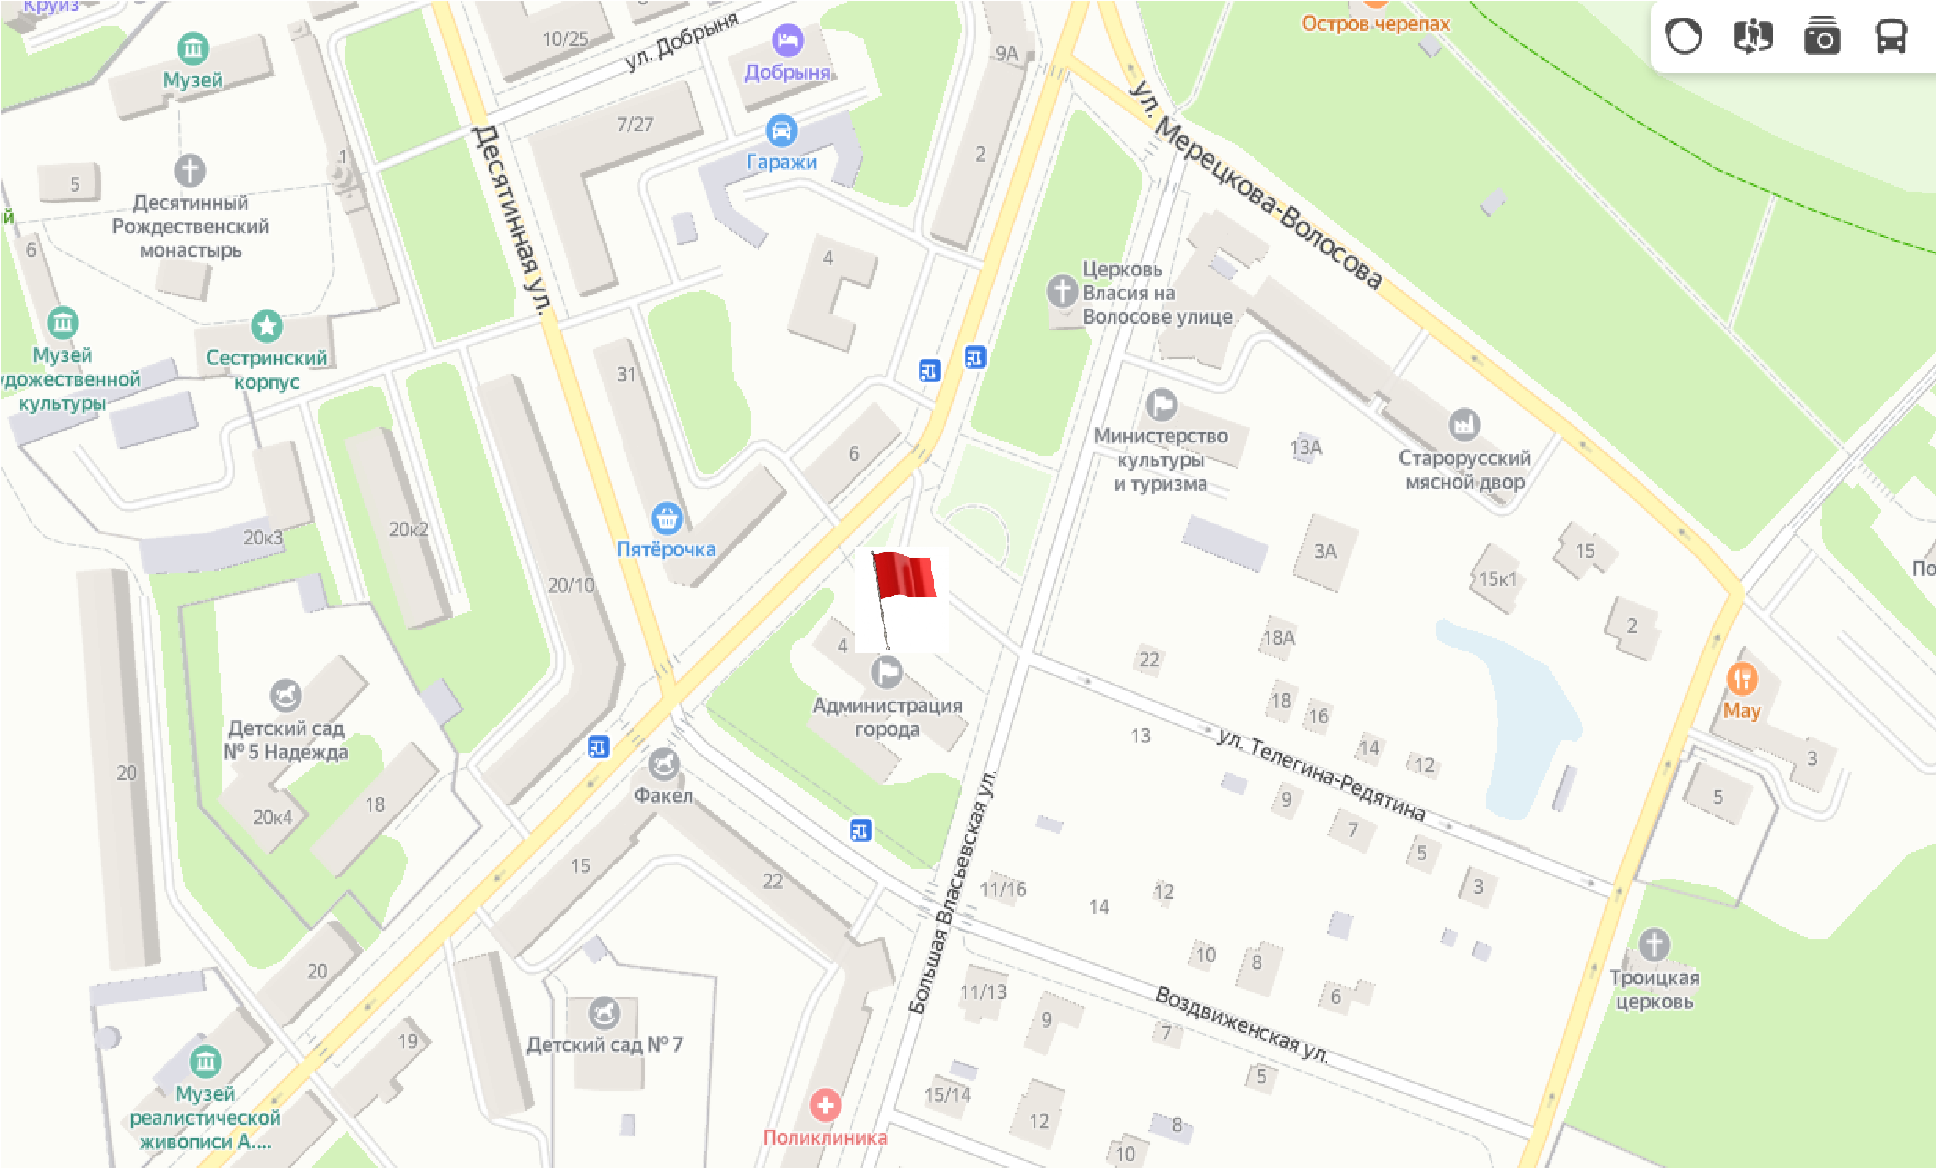 Круиз
10/25
ул. Добрыня
Добрыня
9А
Остров черепах
Музей
7/27
Гаражи
ул. Мерецкова-Волосова
1
2
5
Десятинный
Рождественский
монастырь
Десятинная ул.
й
6
4
Церковь
Власия на
Волосове улице
Музей
удожественной
культуры
Сестринский
корпус
31
6
Министерство
культуры
и туризма
13А
Старорусский
мясной двор
20к3
20к2
Пятёрочка
20/10
3А
15
15к1
По
2
4
18А
22
Администрация
города
18
16
13
ул. Телегина-Редятина
14
12
Мау
3
5
Детский сад
№ 5 Надежда
20
20к4
18
Факел
9
7
5
3
15
22
Большая Власьевская ул.
11/16
14
12
10
8
6
11/13
9
7
Воздвиженская ул.
5
Троицкая
церковь
20
19
Детский сад № 7
Музей
реалистической
живописи А....
Поликлиника
15/14
12
8
10